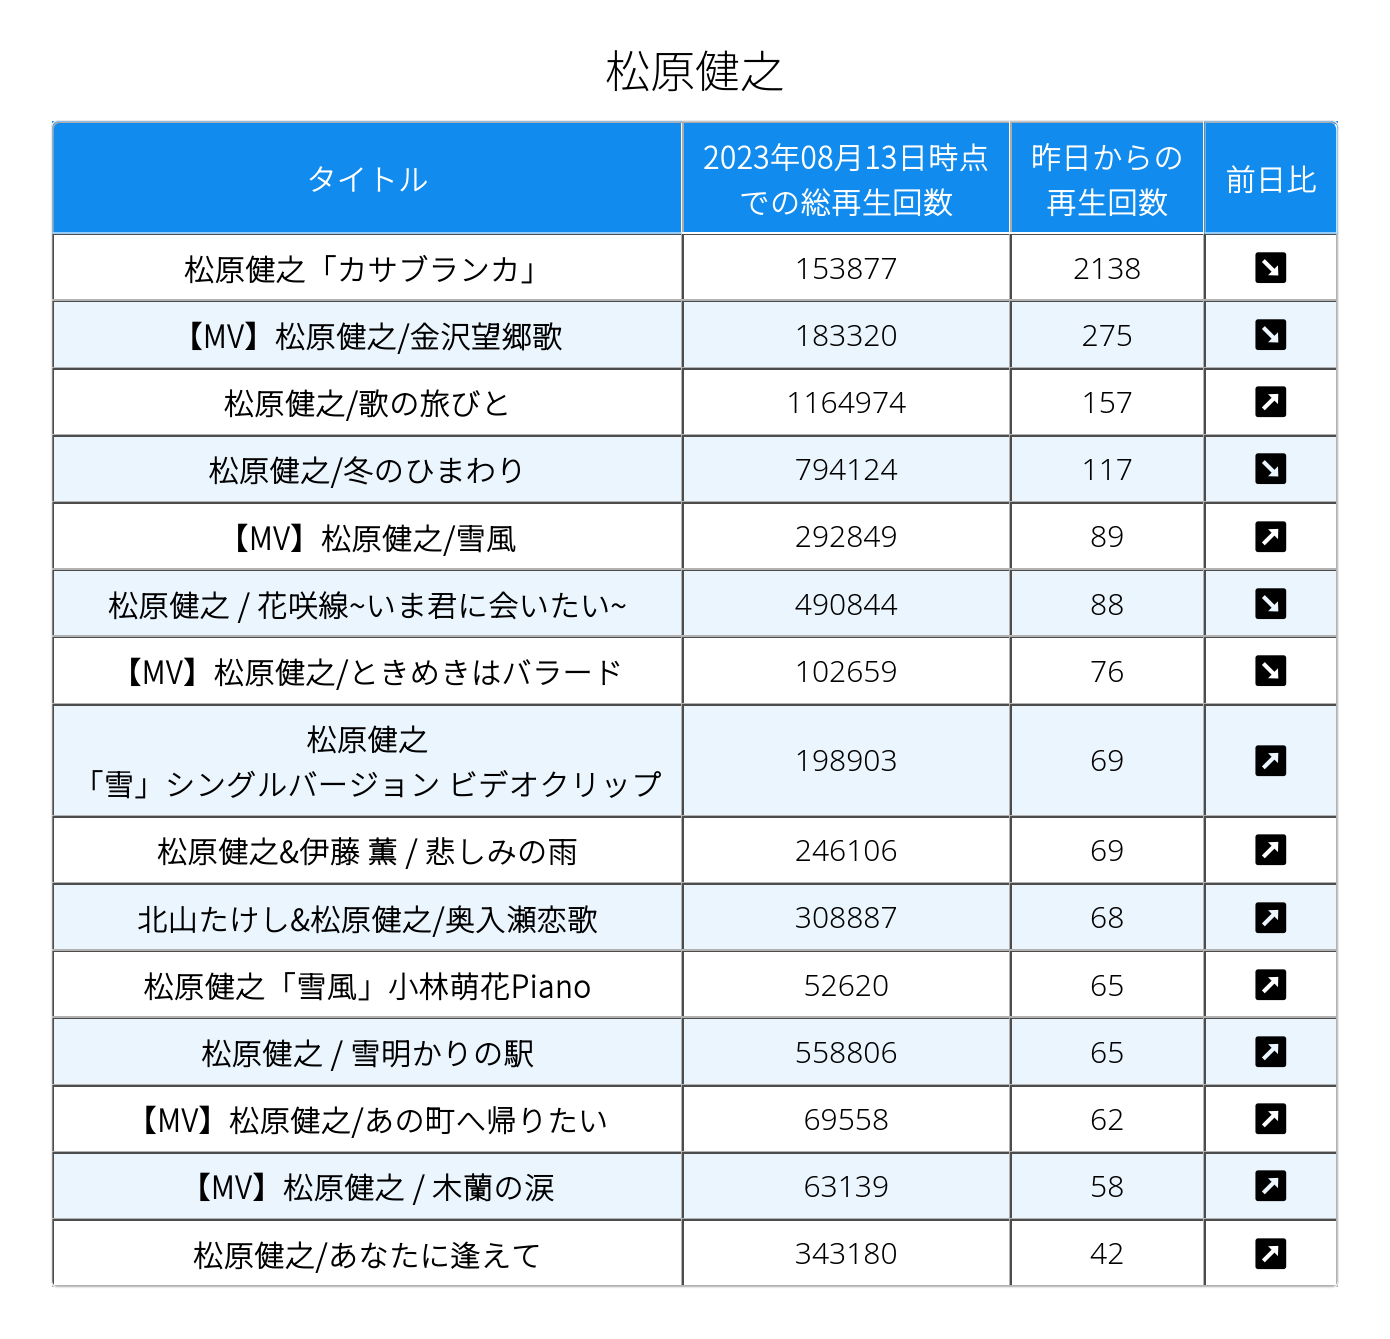 松原健之
タイトル
2023年08月13日時点
での総再生回数
昨日からの
再生回数
前日比
松原健之「カサブランカ」 153877 2138
【MV】松原健之/金沢望郷歌 183320 275
松原健之/歌の旅びと 1164974 157
松原健之/冬のひまわり 794124 117
【MV】松原健之/雪風 292849 89
松原健之 / 花咲線~いま君に会いたい~ 490844 88
【MV】松原健之/ときめきはバラード 102659 76
松原健之
「雪」シングルバージョン ビデオクリップ 198903 69
松原健之&伊藤 薫 / 悲しみの雨 246106 69
北山たけし&松原健之/奥入瀬恋歌 308887 68
松原健之「雪風」小林萌花Piano 52620 65
松原健之 / 雪明かりの駅 558806 65
【MV】松原健之/あの町へ帰りたい 69558 62
【MV】松原健之 / 木蘭の涙 63139 58
松原健之/あなたに逢えて 343180 42